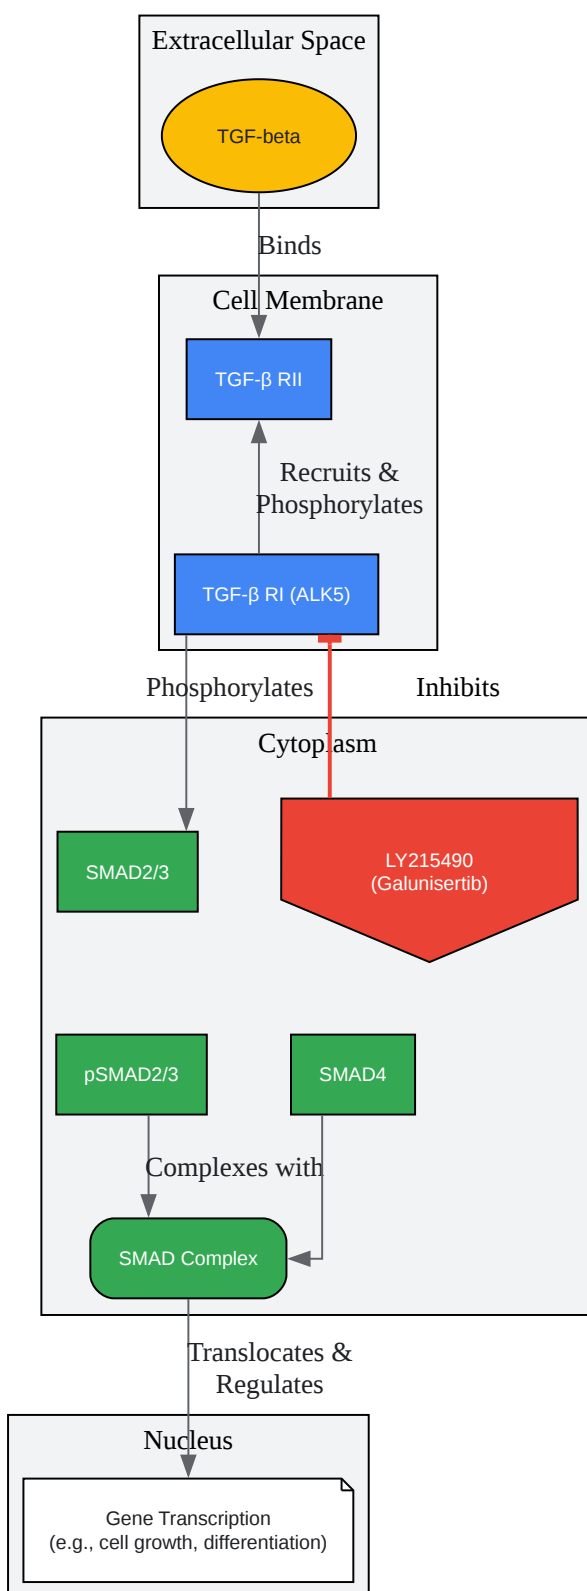 Extracellular Space
TGF-beta
Binds
Cell Membrane
TGF-β RII
Recruits &
Phosphorylates
TGF-β RI (ALK5)
Phosphorylates
Inhibits
Cytoplasm
SMAD2/3
LY215490
(Galunisertib)
pSMAD2/3
SMAD4
Complexes with
SMAD Complex
Translocates &
Regulates
Nucleus
Gene Transcription
(e.g., cell growth, differentiation)